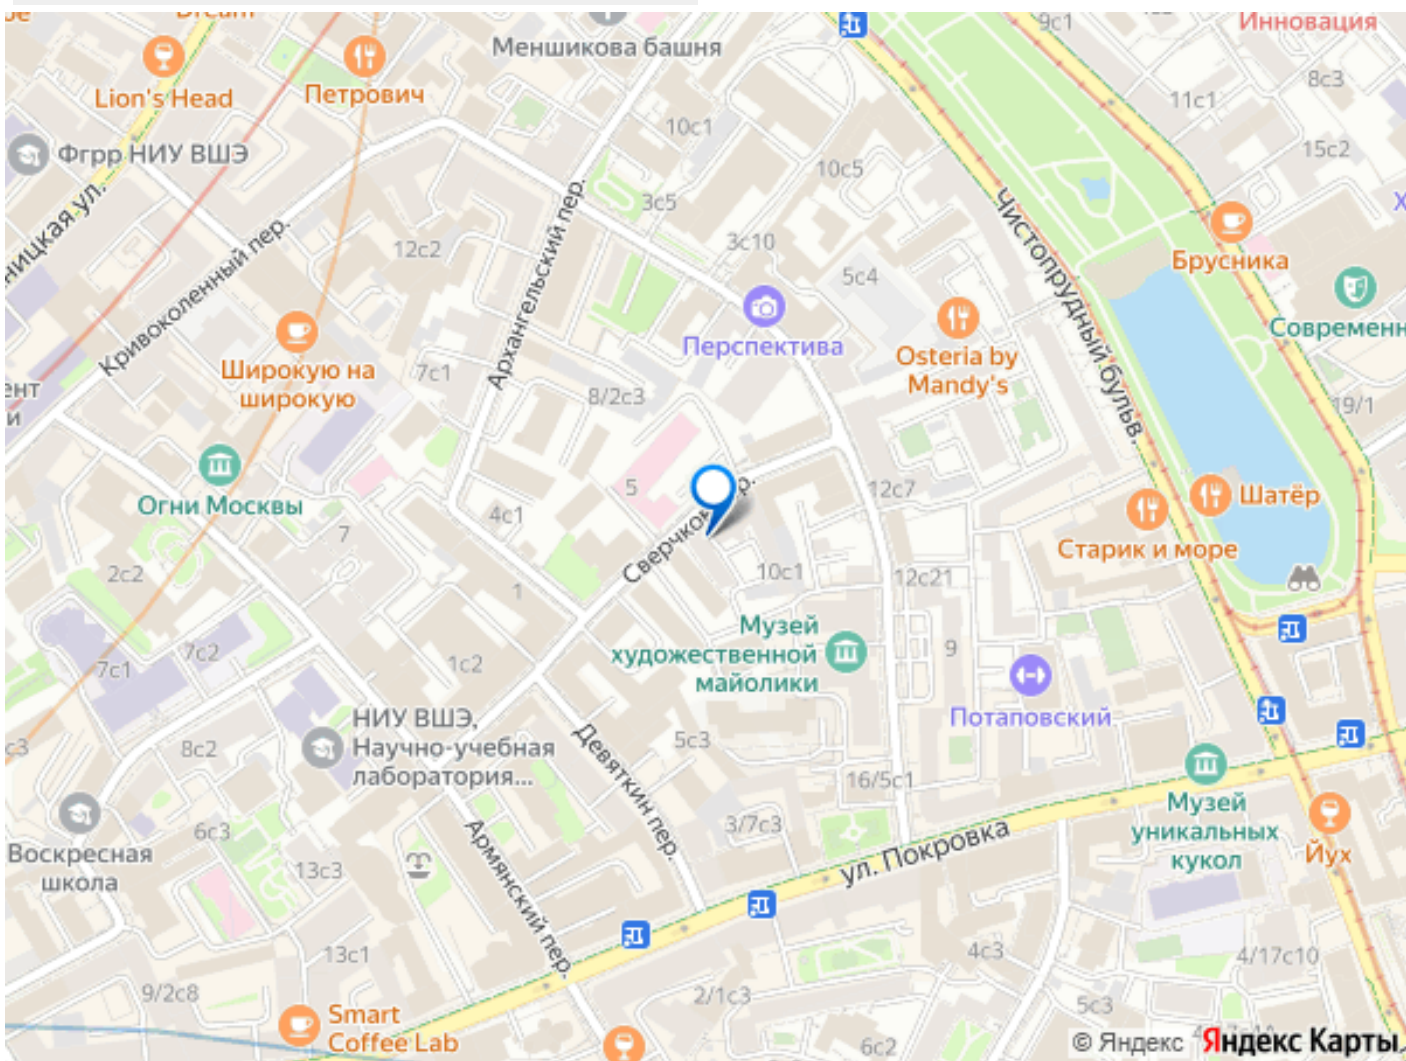 Dream
Меншикова башня
9с1
Инновация
Lion's Head
Петрович
8с3
11с1
10с1
15с2
Фгрр НИУ ВШЭ
10с5
3с5
ницкая ул.
Архангельский пер.
Чистопрудный бульв.
12с2
3с10
Кривоколенный пер.
5с4
Брусника
Современн
Перспектива
Osteria by
Mandy's
Широкую на
широкую
7с1
8/2с3
ент
и
19/1
Огни Москвы
5
12с7
Шатёр
4с1
7
Старик и море
2с2
1
10с1
12с21
Музей
художественной
майолики
9
7с1
7с2
1с2
НИУ ВШЭ,
Научно-учебная
лаборатория...
Потаповский
с3
8с2
Девяткин пер.
5с3
16/5с1
Музей
уникальных
кукол
6с3
3/7с3
ул. Покровка
Йух
Воскресная
школа
13с3
Армянский пер.
13с1
4с3
4/17с10
9/2с8
2/1с3
5с3
Smart
Coffee Lab
6с2
© Яндекс Яндекс Карты